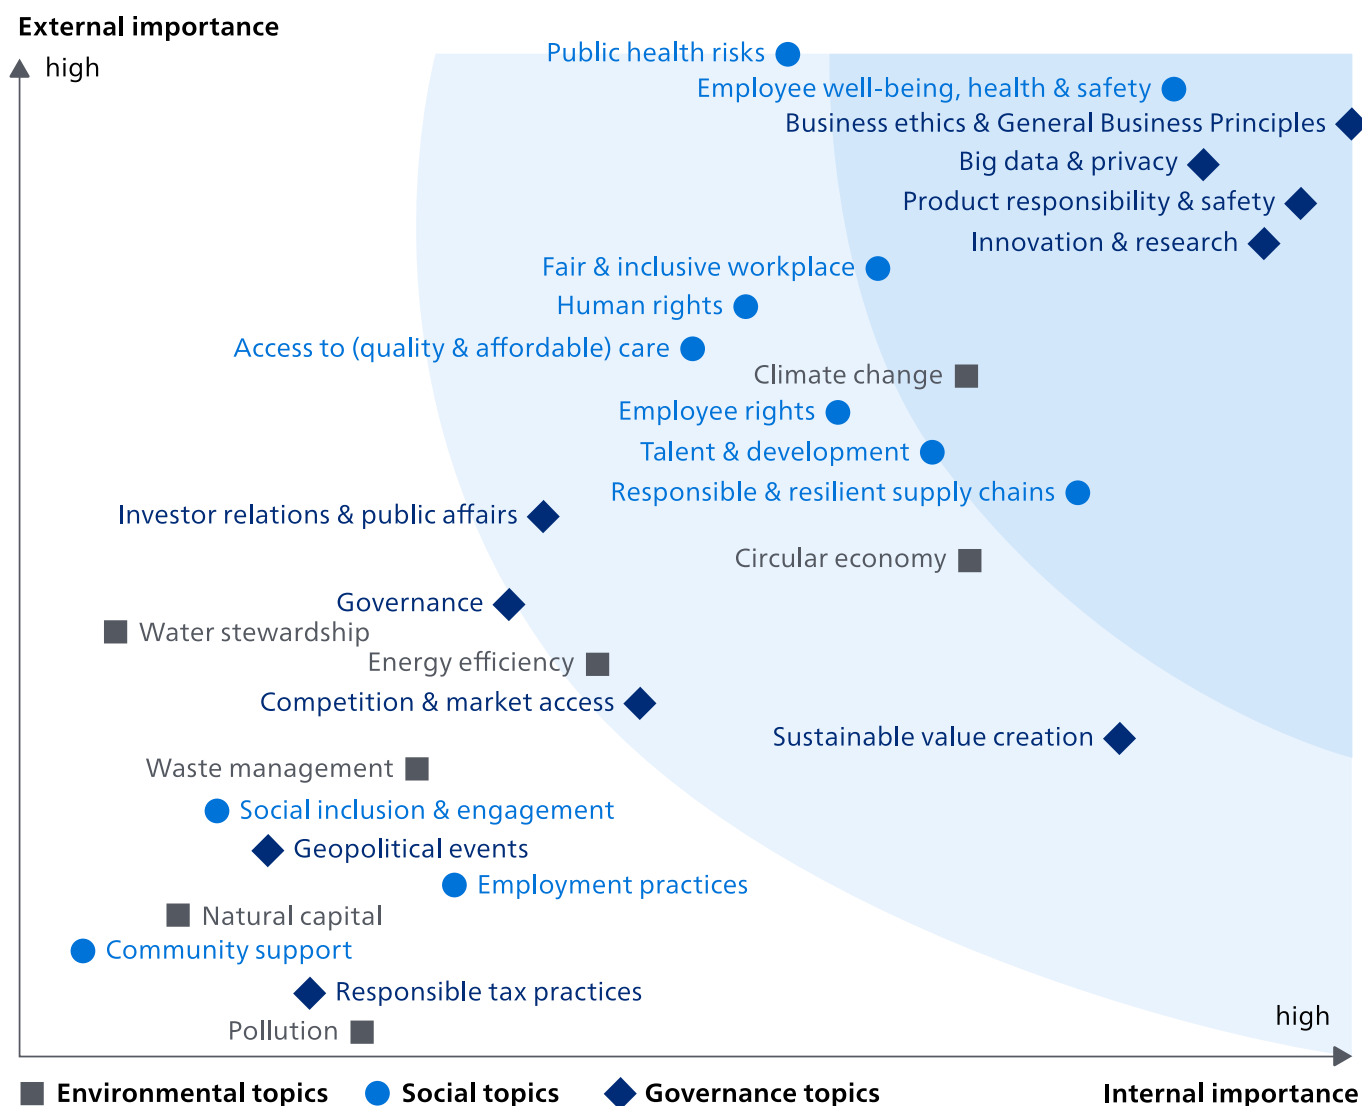 External importance
high
Public health risks
Employee well-being, health & safety
Business ethics & General Business Principles
Big data & privacy
Product responsibility & safety
Innovation & research
Fair & inclusive workplace
Human rights
Access to (quality & affordable) care
Climate change
Employee rights
Talent & development
Responsible & resilient supply chains
Investor relations & public affairs
Circular economy
Governance
Water stewardship
Energy efficiency
Competition & market access
Sustainable value creation
Waste management
Social inclusion & engagement
Geopolitical events
Employment practices
Natural capital
Community support
Responsible tax practices
high
Pollution
Environmental topics Social topics Governance topics Internal importance